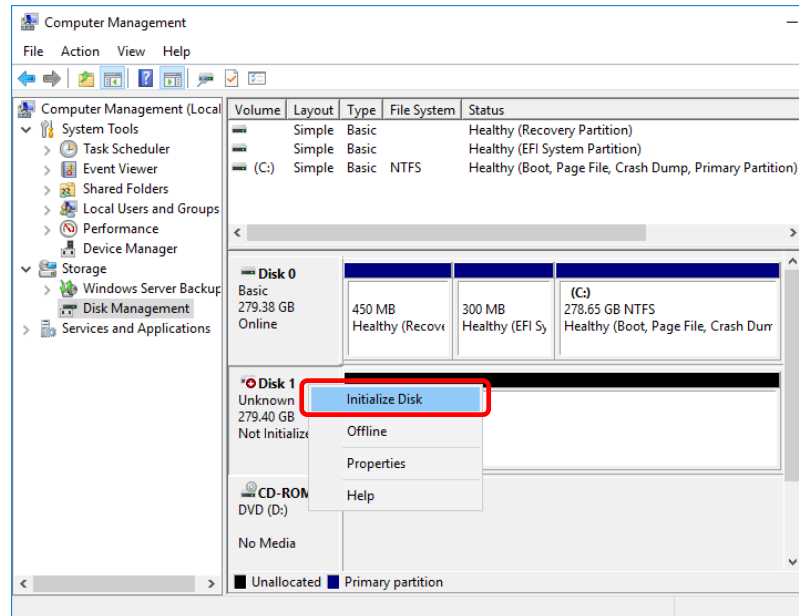 Computer Management
File Action View Help
Computer Management (Local
System Tools
Task Scheduler
Event Viewer
Shared Folders
Local Users and Groups
Performance
Device Manager
Storage
Windows Server Backup
Disk Management
Services and Applications
Volume Layout Type File System Status
Simple Basic Healthy (Recovery Partition)
Simple Basic Healthy (EFI System Partition)
(C:) Simple Basic NTFS Healthy (Boot, Page File, Crash Dump, Primary Partition)
Disk 0
Basic
279.38 GB
Online
450 MB
Healthy (Recove
300 MB
Healthy (EFI Sy
(C:)
278.65 GB NTFS
Healthy (Boot, Page File, Crash Dum
Disk 1
Unknown
279.40 GB
Not Initialize
Initialize Disk
Offline
Properties
Help
CD-ROM
DVD (D:)
No Media
Unallocated Primary partition